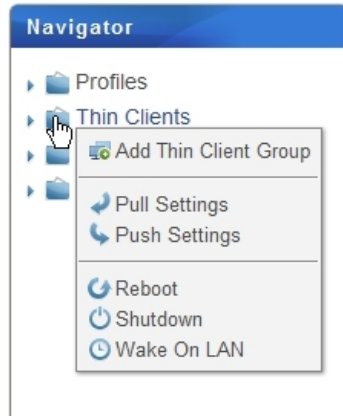 Navigator
Profiles
Thin Clients
Add Thin Client Group
Pull Settings
Push Settings
Reboot
Shutdown
Wake On LAN